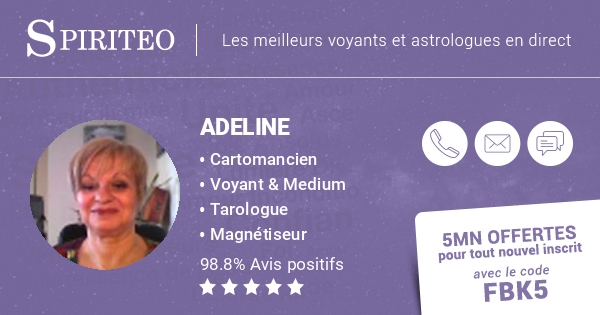 SPIRITEO
Les meilleurs voyants et astrologues en direct
ADELINE
• Cartomancien
• Voyant & Medium
• Tarologue
• Magnétiseur
98.8% Avis positifs
5MN OFFERTES
pour tout nouvel inscrit
avec le code
FBK5